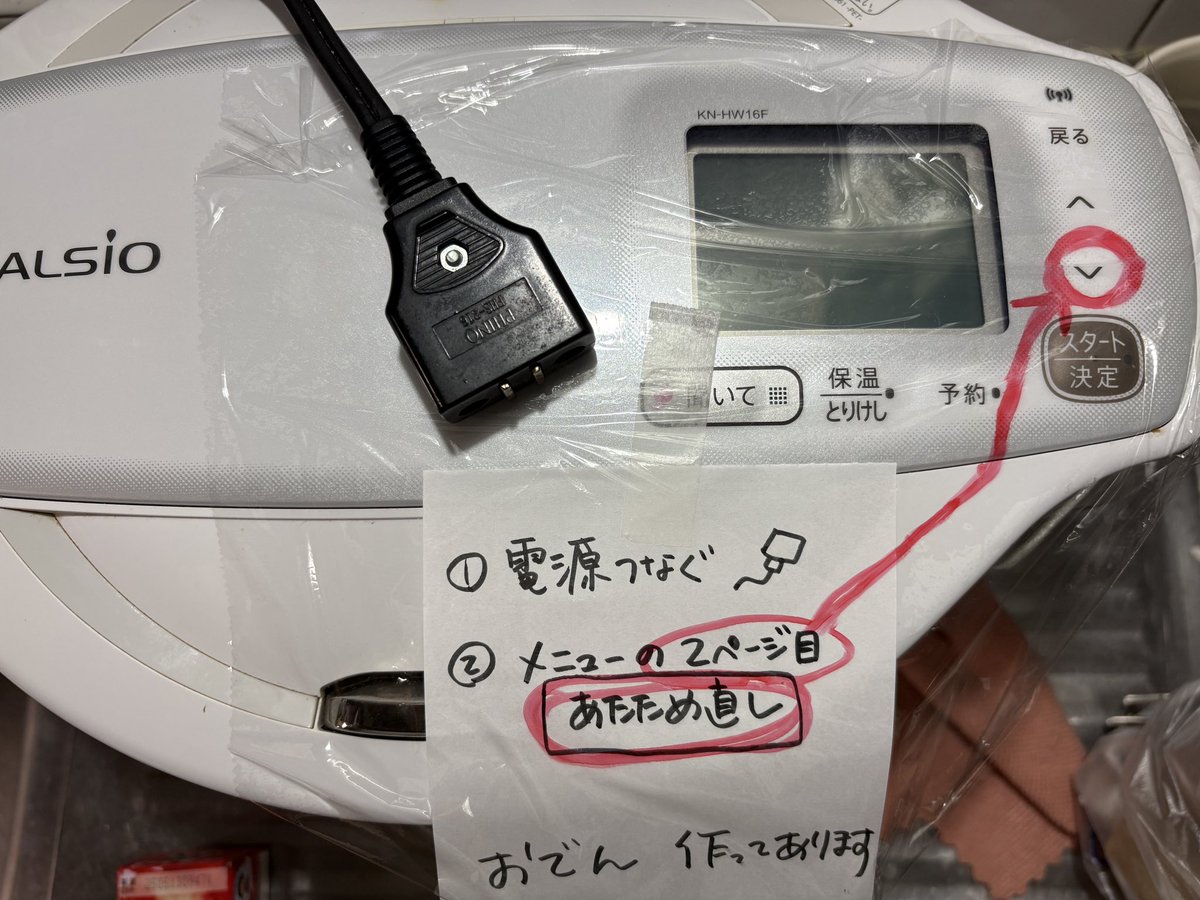 KN-HW16F
戻る
ALSIO
スタート
決定
いて
保温
とりけし
予約
① 電源つなぐ
② メニューの2ページ目
あたため直し
おでん 作ってあります